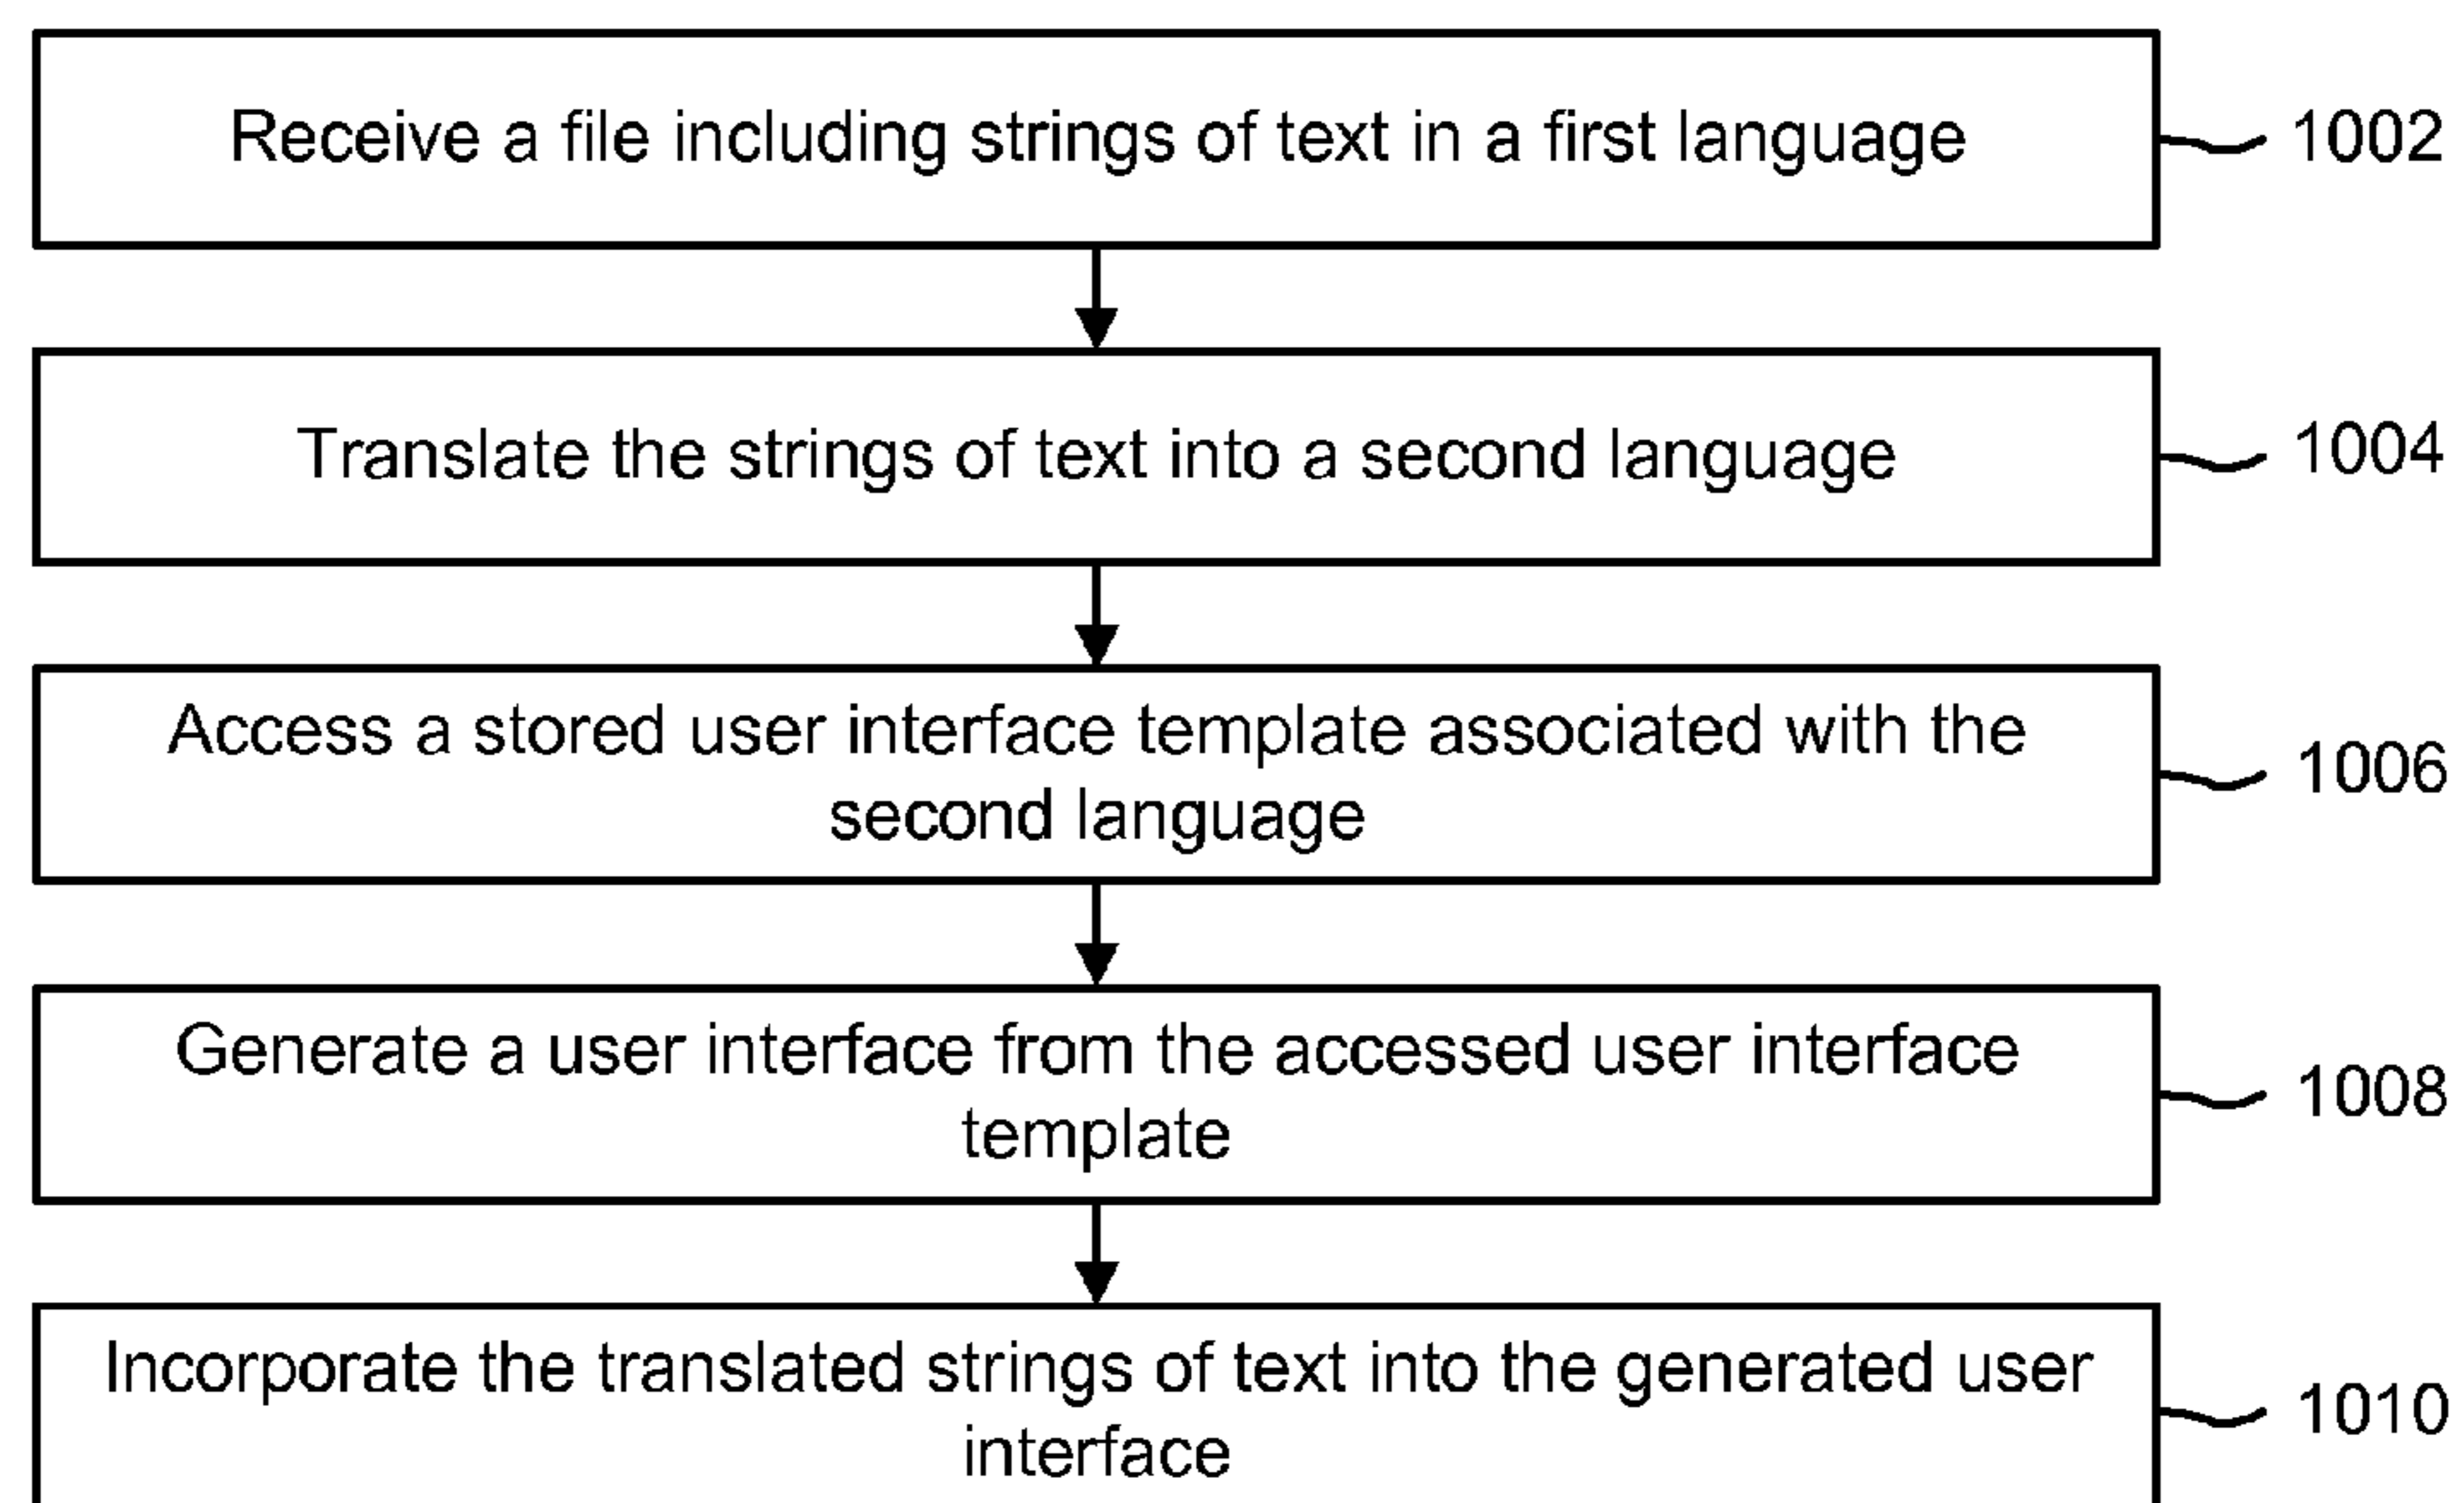 Receive a file including strings of text in a first language
1002
Translate the strings of text into a second language
1004
Access a stored user interface template associated with the
second language
1006
Generate a user interface from the accessed user interface
template
1008
Incorporate the translated strings of text into the generated user
interface
1010